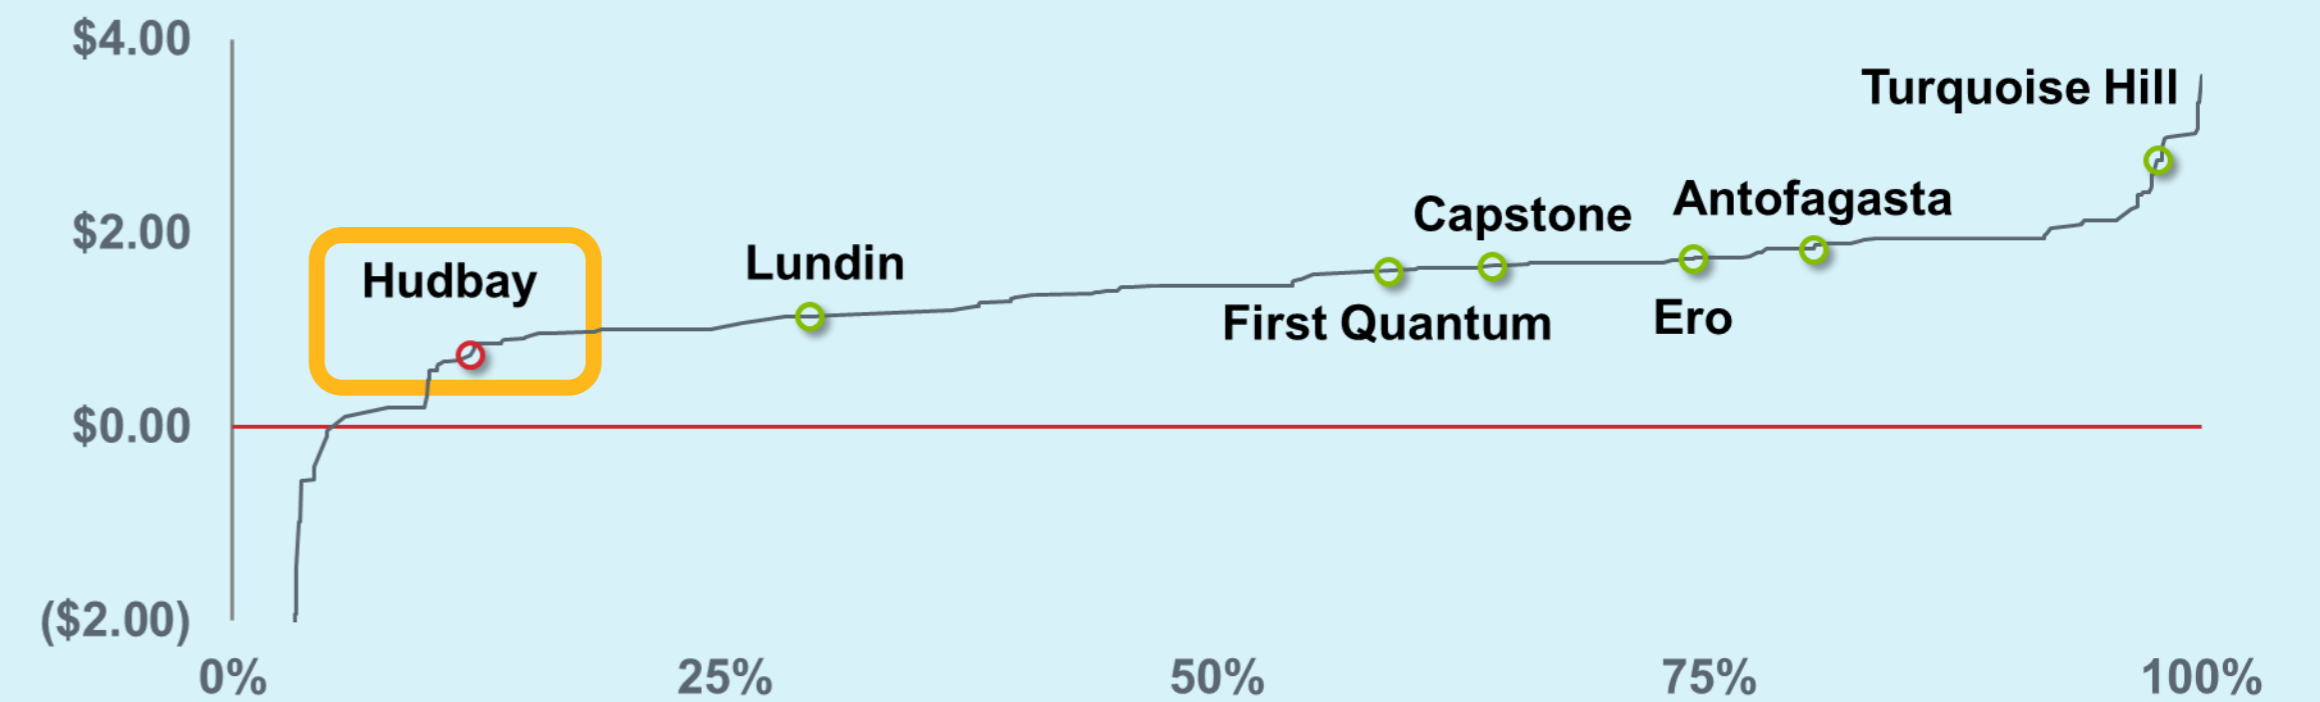 $4.00
Turquoise Hill
$2.00
Antofagasta
Capstone
Lundin
Hudbay
First Quantum
Ero
$0.00
($2.00)
0% 25% 50% 75% 100%